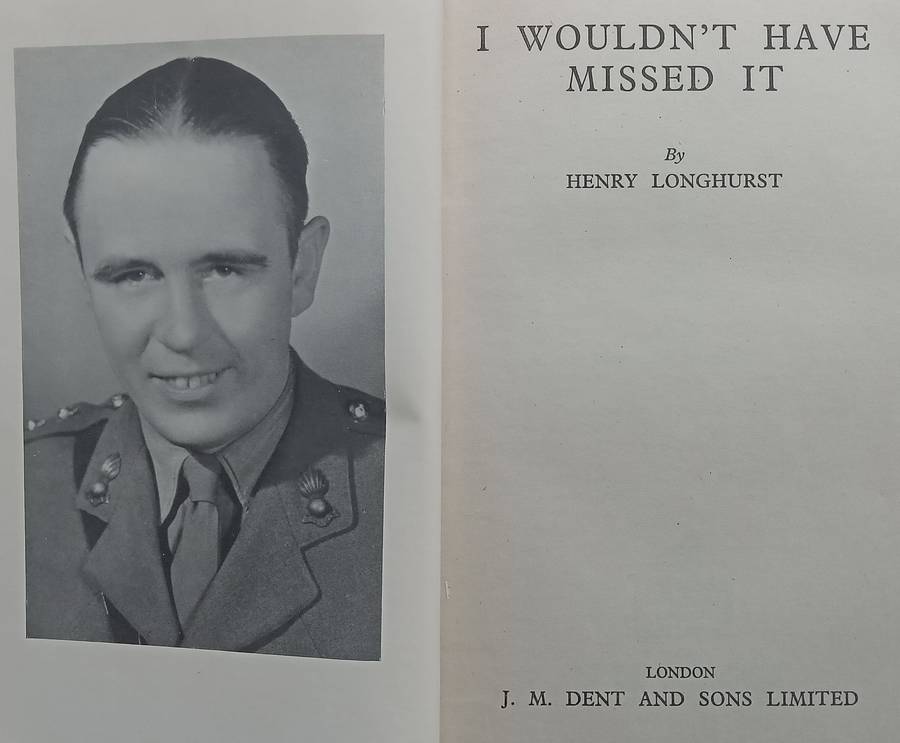 I WOULDN'T HAVE
MISSED IT
By
HENRY LONGHURST
LONDON
J. M. DENT AND SONS LIMITED